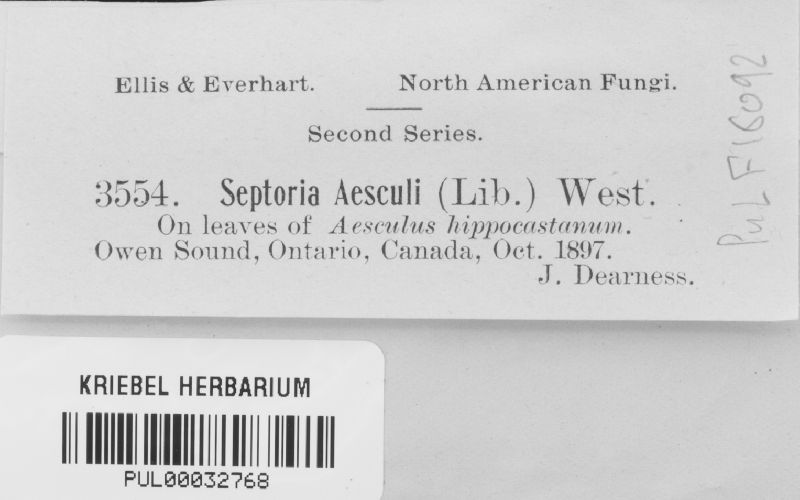 Ellis & Everhart. North American Fungi.
Second Series.
3554. Septoria Aesculi (Lib.) West.
On leaves of Aesculus hippocastanum.
Owen Sound, Ontario, Canada, Oct. 1897.
J. Dearness.
PUL F16092
KRIEBEL HERBARIUM
PUL00032768